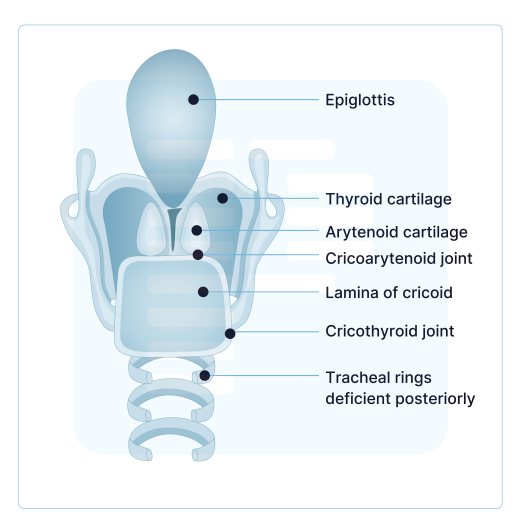 Epiglottis
Thyroid cartilage
Arytenoid cartilage
Cricoarytenoid joint
Lamina of cricoid
Cricothyroid joint
Tracheal rings
deficient posteriorly